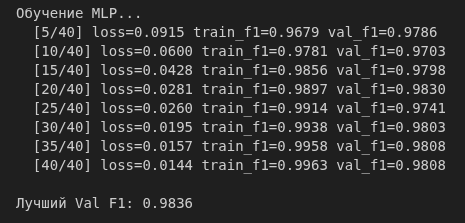 Обучение MLP...
[5/40] loss=0.0915 train_f1=0.9679 val_f1=0.9786
[10/40] loss=0.0600 train_f1=0.9781 val_f1=0.9703
[15/40] loss=0.0428 train_f1=0.9856 val_f1=0.9798
[20/40] loss=0.0281 train_f1=0.9897 val_f1=0.9830
[25/40] loss=0.0260 train_f1=0.9914 val_f1=0.9741
[30/40] loss=0.0195 train_f1=0.9938 val_f1=0.9803
[35/40] loss=0.0157 train_f1=0.9958 val_f1=0.9808
[40/40] loss=0.0144 train_f1=0.9963 val_f1=0.9808
Лучший Val F1: 0.9836